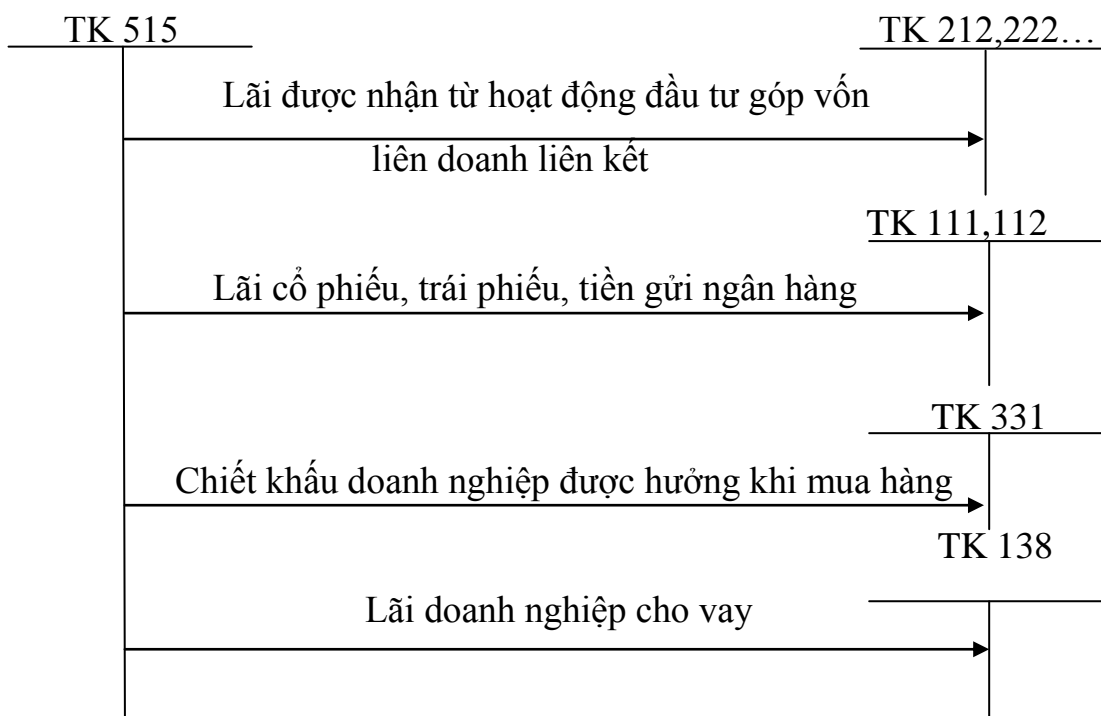 TK 515
TK 212,222…
Lãi được nhận từ hoạt động đầu tư góp vốn
liên doanh liên kết
TK 111,112
Lãi cổ phiếu, trái phiếu, tiền gửi ngân hàng
TK 331
Chiết khấu doanh nghiệp được hưởng khi mua hàng
TK 138
Lãi doanh nghiệp cho vay